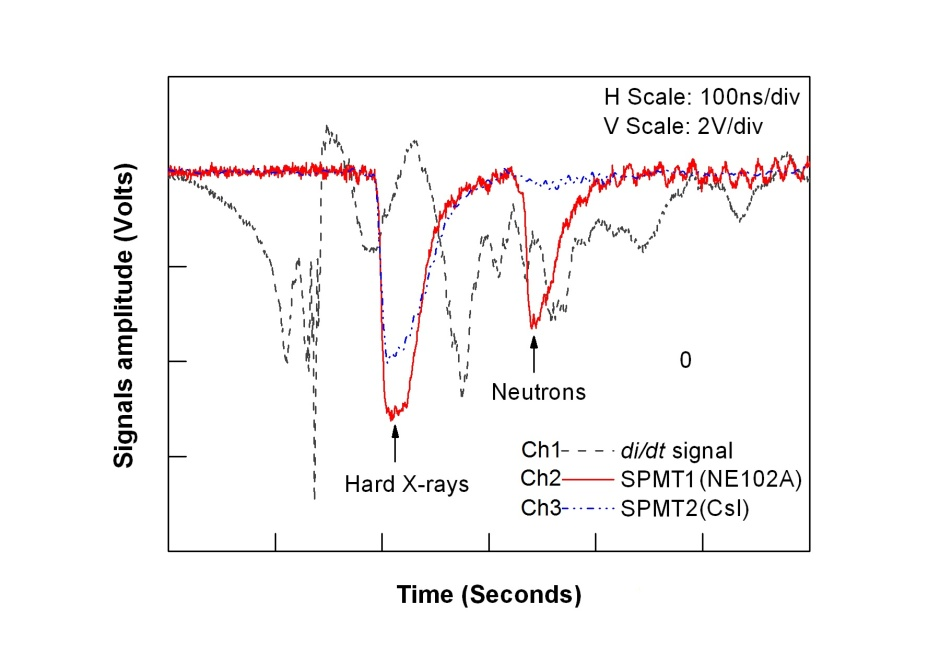 H Scale: 100ns/div
V Scale: 2V/div
Signals amplitude (Volts)
0
Neutrons
Hard X-rays
Ch1 di/dt signal
Ch2 SPMT1(NE102A)
Ch3 SPMT2(CsI)
Time (Seconds)